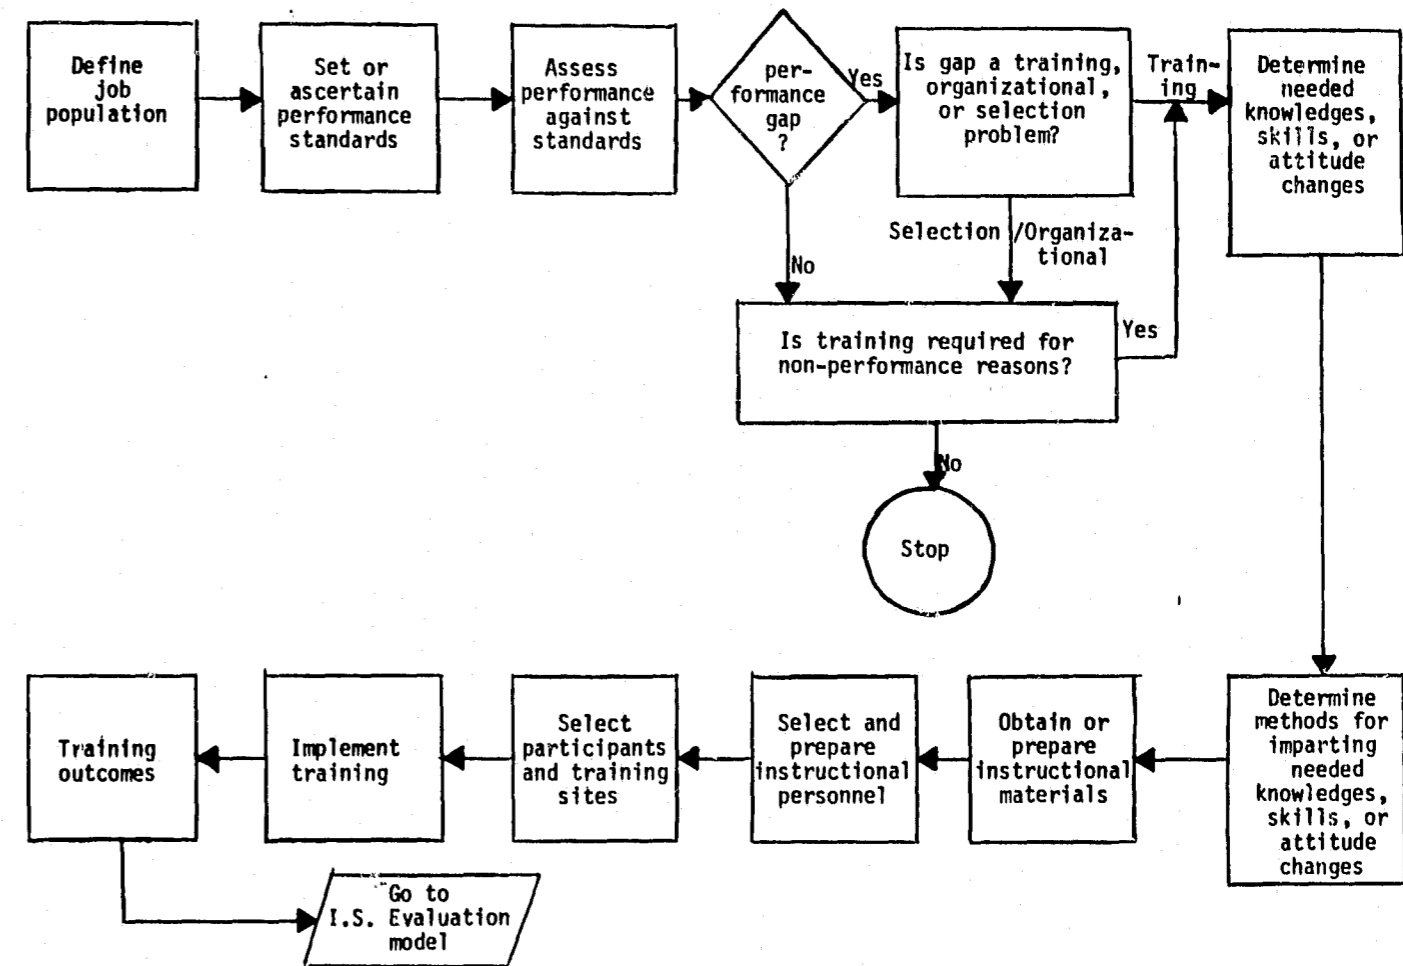 Define
job
population
Set or
ascertain
performance
standards
Assess
performance
against
standards
per-
formance
gap
?
Yes
Is gap a training,
organizational,
or selection
problem?
Train-
ing
Determine
needed
knowledges,
skills, or
attitude
changes
Selection /Organiza-
tional
No
Is training required for
non-performance reasons?
Yes
No
Stop
Training
outcomes
Implement
training
Select
participants
and training
sites
Select and
prepare
instructional
personnel
Obtain or
prepare
instructional
materials
Determine
methods for
imparting
needed
knowledges,
skills, or
attitude
changes
Go to
I.S. Evaluation
model